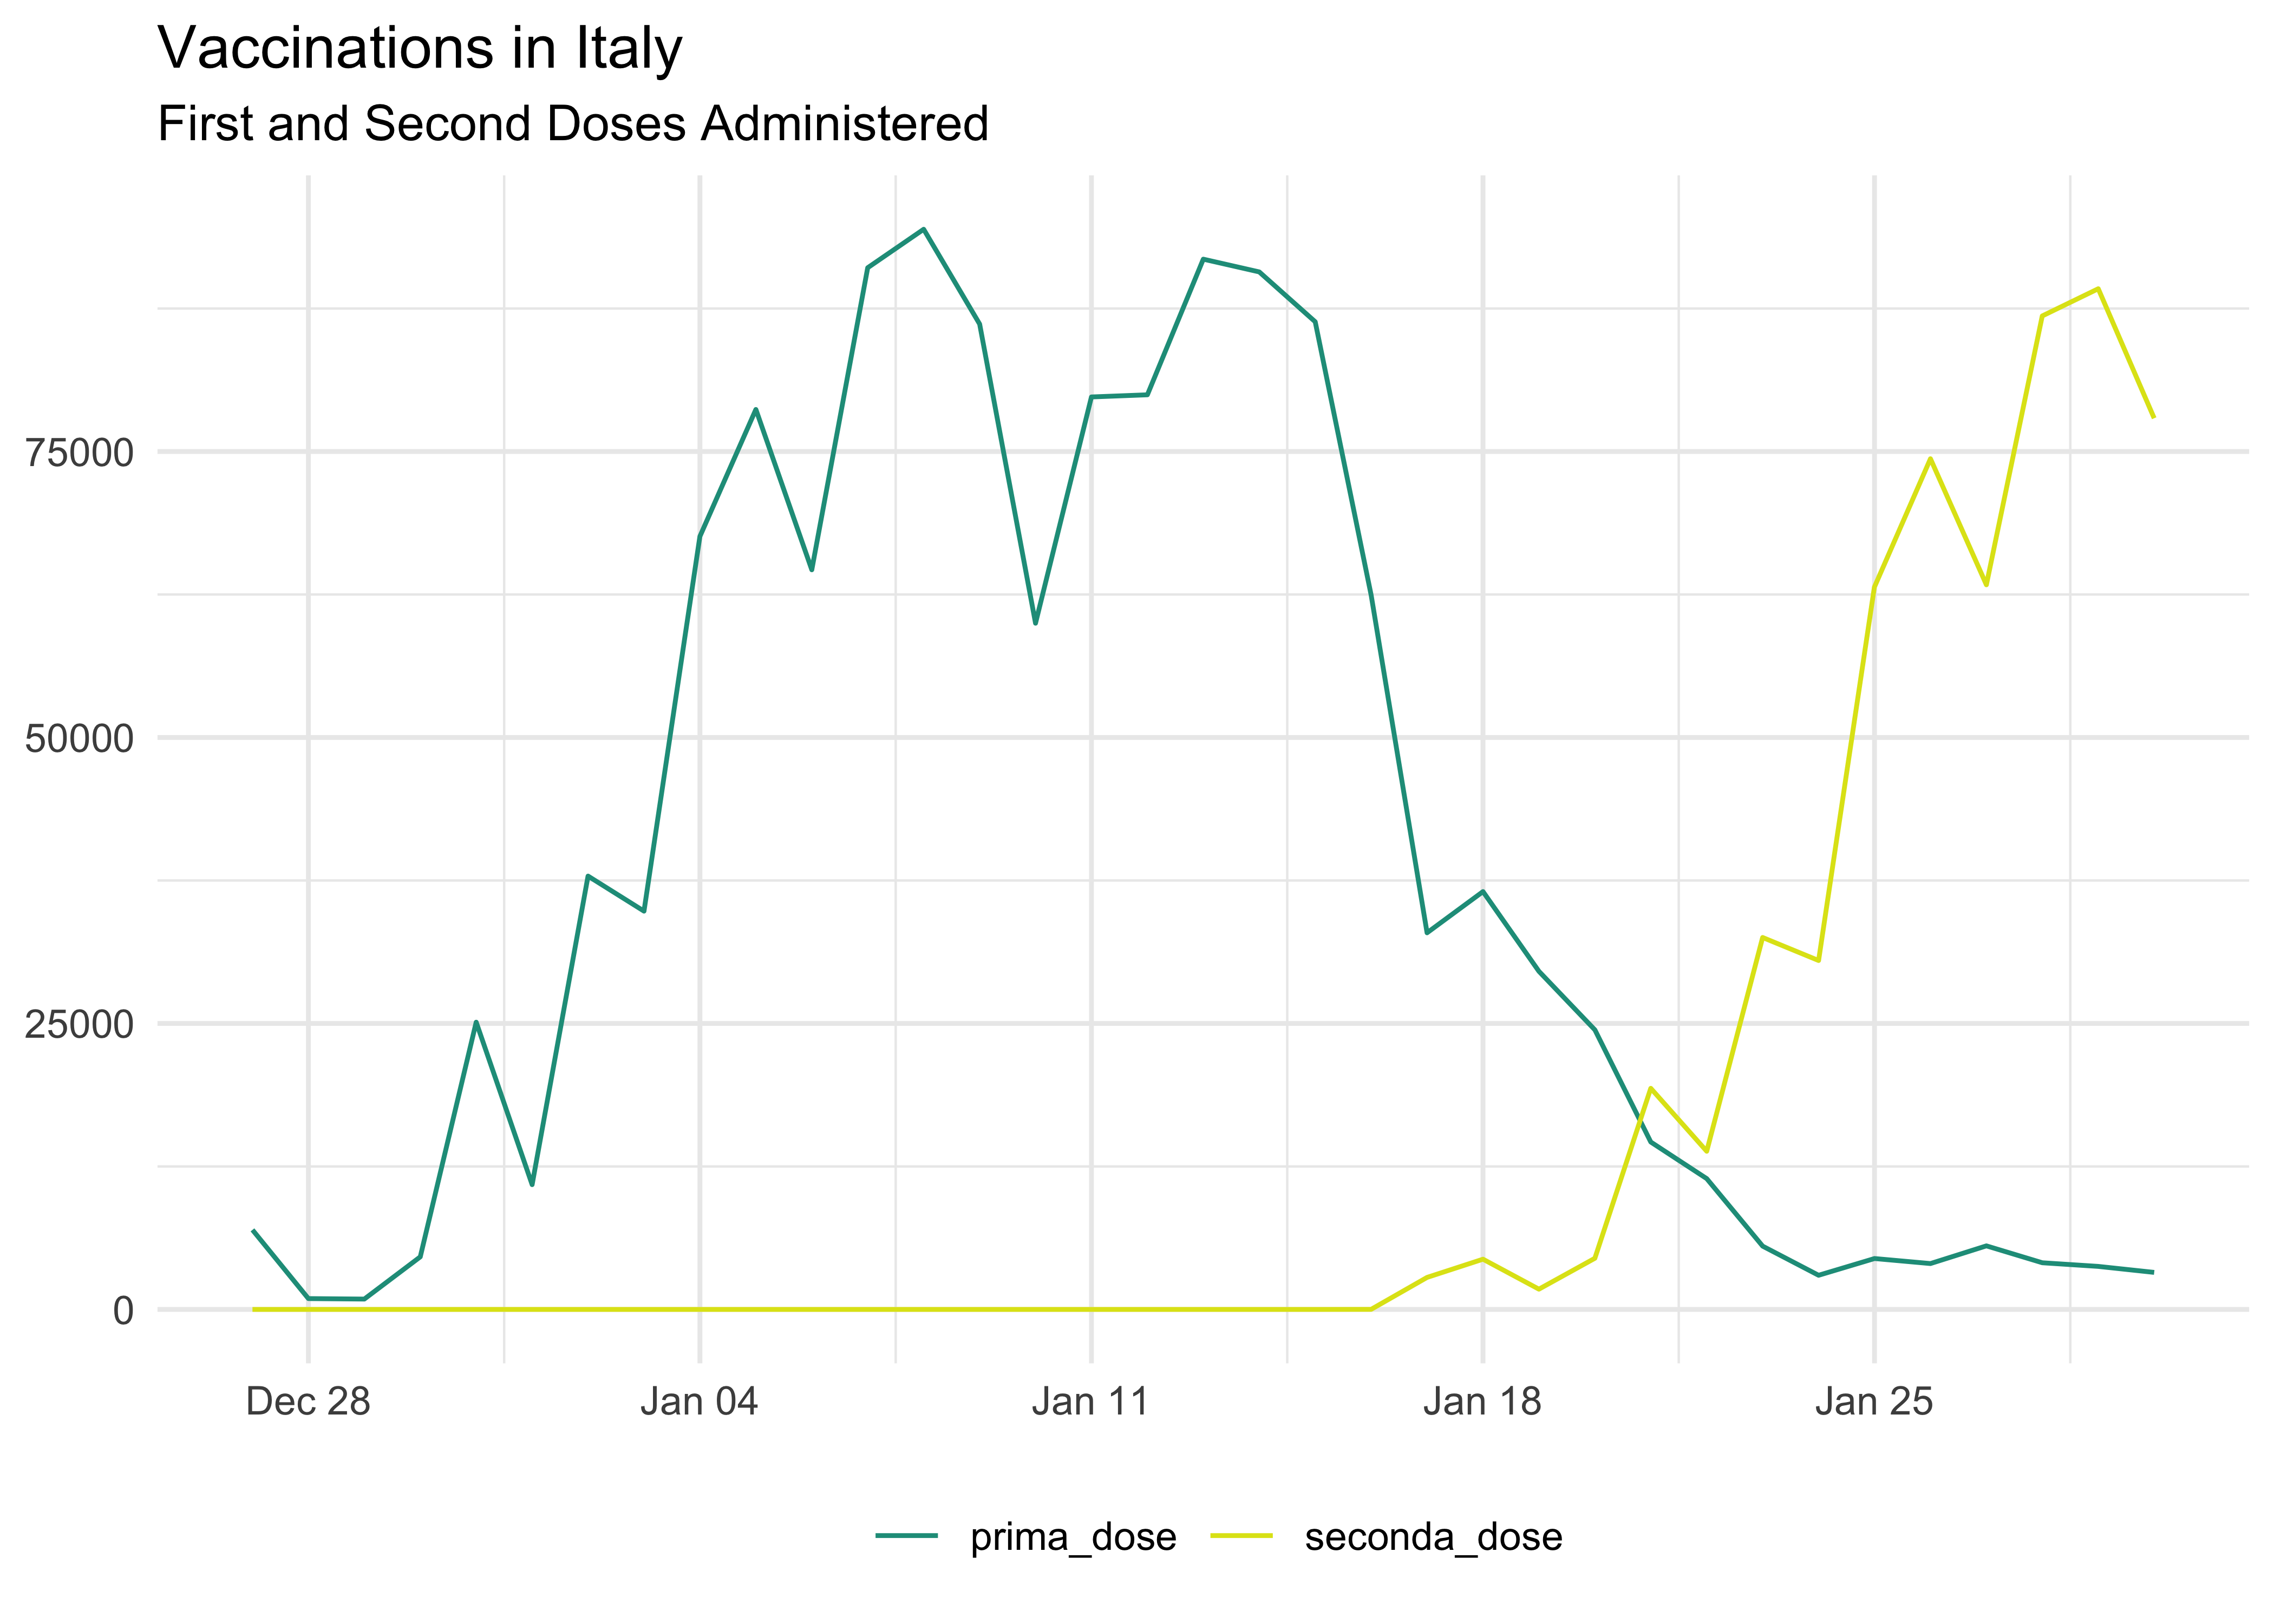 Vaccinations in Italy
First and Second Doses Administered
75000
50000
25000
0
Dec 28 Jan 04 Jan 11 Jan 18 Jan 25
prima_dose seconda_dose